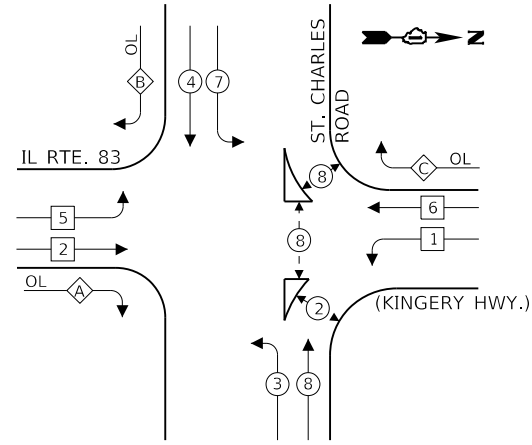 OL
B
4
7
ST. CHARLES
ROAD
N
IL RTE. 83
8
C
OL
5
6
2
8
1
OL
A
2
(KINGERY HWY.)
3
8